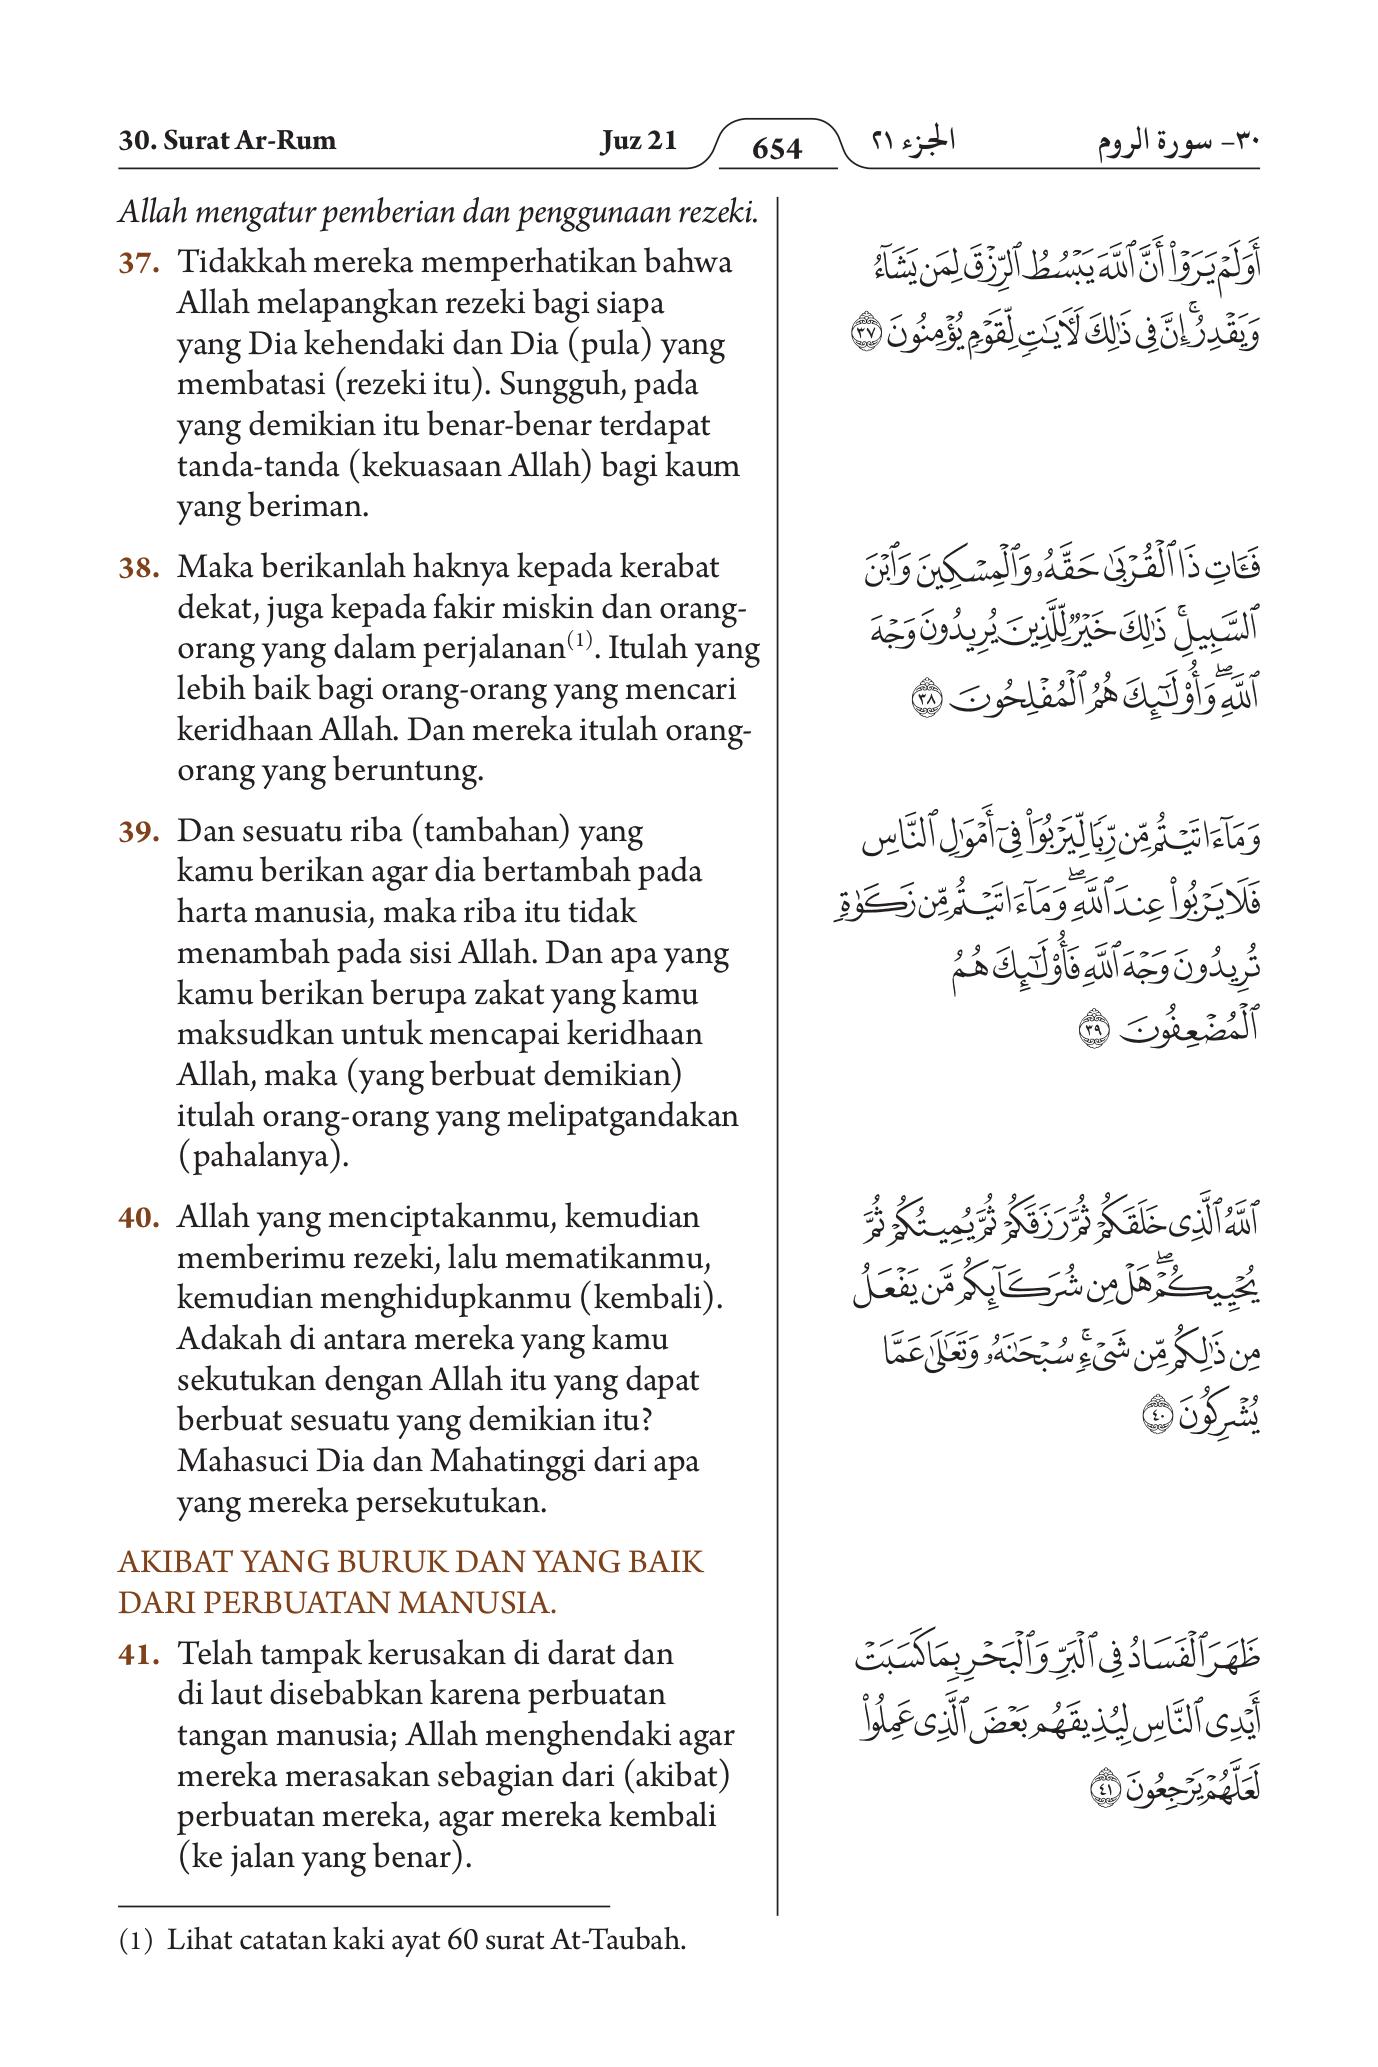 30. Surat Ar-Rum
Juz 21
654
الجزء ٢١
٣٠- سورة الروم
Allah mengatur pemberian dan penggunaan rezeki.
37. Tidakkah mereka memperhatikan bahwa
Allah melapangkan rezeki bagi siapa
yang Dia kehendaki dan Dia (pula) yang
membatasi (rezeki itu). Sungguh, pada
yang demikian itu benar-benar terdapat
tanda-tanda (kekuasaan Allah) bagi kaum
yang beriman.
38. Maka berikanlah haknya kepada kerabat
dekat, juga kepada fakir miskin dan orang-
orang yang dalam perjalanan(1). Itulah yang
lebih baik bagi orang-orang yang mencari
keridhaan Allah. Dan mereka itulah orang-
orang yang beruntung.
39. Dan sesuatu riba (tambahan) yang
kamu berikan agar dia bertambah pada
harta manusia, maka riba itu tidak
menambah pada sisi Allah. Dan apa yang
kamu berikan berupa zakat yang kamu
maksudkan untuk mencapai keridhaan
Allah, maka (yang berbuat demikian)
itulah orang-orang yang melipatgandakan
(pahalanya).
40. Allah yang menciptakanmu, kemudian
memberimu rezeki, lalu mematikanmu,
kemudian menghidupkanmu (kembali).
Adakah di antara mereka yang kamu
sekutukan dengan Allah itu yang dapat
berbuat sesuatu yang demikian itu?
Mahasuci Dia dan Mahatinggi dari apa
yang mereka persekutukan.
AKIBAT YANG BURUK DAN YANG BAIK
DARI PERBUATAN MANUSIA.
41. Telah tampak kerusakan di darat dan
di laut disebabkan karena perbuatan
tangan manusia; Allah menghendaki agar
mereka merasakan sebagian dari (akibat)
perbuatan mereka, agar mereka kembali
(ke jalan yang benar).
(1) Lihat catatan kaki ayat 60 surat At-Taubah.
أَوَلَمْ يَرَوْا۟ أَنَّ ٱللَّهَ يَبْسُطُ ٱلرِّزْقَ لِمَن يَشَآءُ
وَيَقْدِرُ ۚ إِنَّ فِى ذَٰلِكَ لَـَٔايَـٰتٍ لِّقَوْمٍ يُؤْمِنُونَ ٣٧
فَـَٔاتِ ذَا ٱلْقُرْبَىٰ حَقَّهُۥ وَٱلْمِسْكِينَ وَٱبْنَ
ٱلسَّبِيلِ ۚ ذَٰلِكَ خَيْرٌ لِّلَّذِينَ يُرِيدُونَ وَجْهَ
ٱللَّهِ ۖ وَأُو۟لَـٰٓئِكَ هُمُ ٱلْمُفْلِحُونَ ٣٨
وَمَآ ءَاتَيْتُم مِّن رِّبًا لِّيَرْبُوَا۟ فِىٓ أَمْوَٰلِ ٱلنَّاسِ
فَلَا يَرْبُوا۟ عِندَ ٱللَّهِ ۖ وَمَآ ءَاتَيْتُم مِّن زَكَوٰةٍ
تُرِيدُونَ وَجْهَ ٱللَّهِ فَأُو۟لَـٰٓئِكَ هُمُ
ٱلْمُضْعِفُونَ ٣٩
ٱللَّهُ ٱلَّذِى خَلَقَكُمْ ثُمَّ رَزَقَكُمْ ثُمَّ يُمِيتُكُمْ ثُمَّ
يُحْيِيكُمْ ۖ هَلْ مِن شُرَكَآئِكُم مَّن يَفْعَلُ
مِن ذَٰلِكُم مِّن شَىْءٍ ۚ سُبْحَـٰنَهُۥ وَتَعَـٰلَىٰ عَمَّا
يُشْرِكُونَ ٤٠
ظَهَرَ ٱلْفَسَادُ فِى ٱلْبَرِّ وَٱلْبَحْرِ بِمَا كَسَبَتْ
أَيْدِى ٱلنَّاسِ لِيُذِيقَهُم بَعْضَ ٱلَّذِى عَمِلُوا۟
لَعَلَّهُمْ يَرْجِعُونَ ٤١